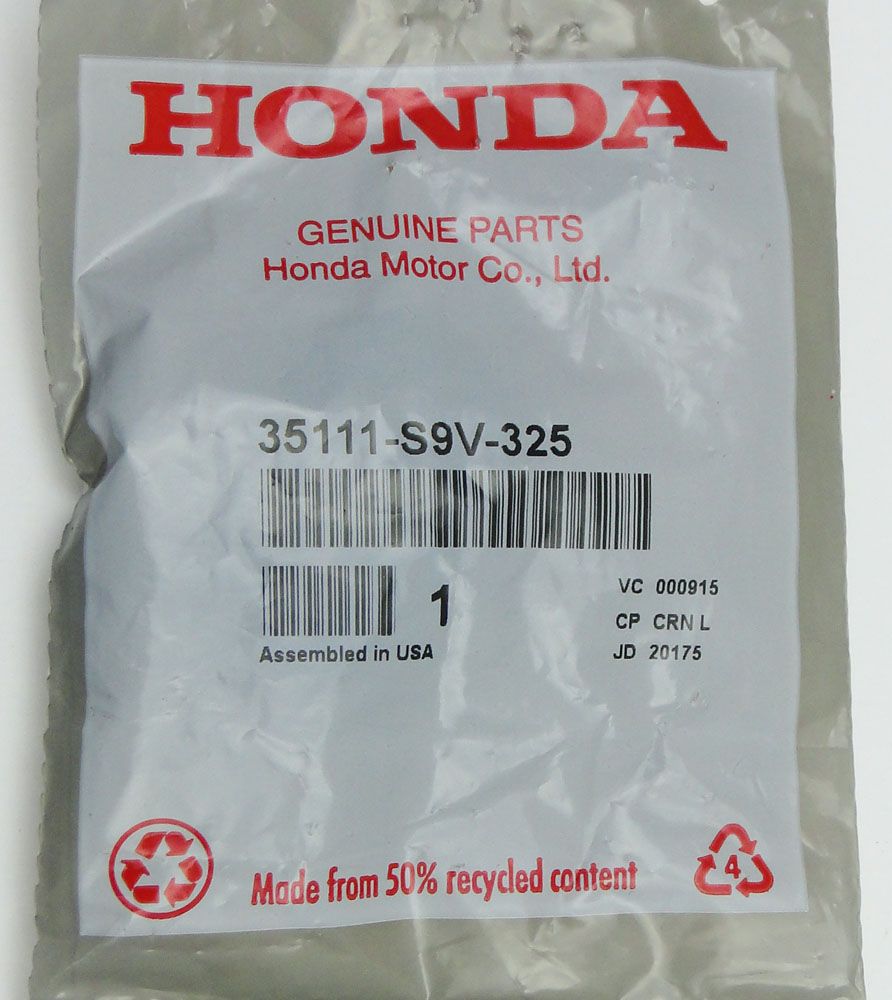 HONDA
GENUINE PARTS
Honda Motor Co., Ltd.
35111-S9V-325
1
VC 000915
CP CRN L
Assembled in USA
JD 20175
Made from 50% recycled content
4